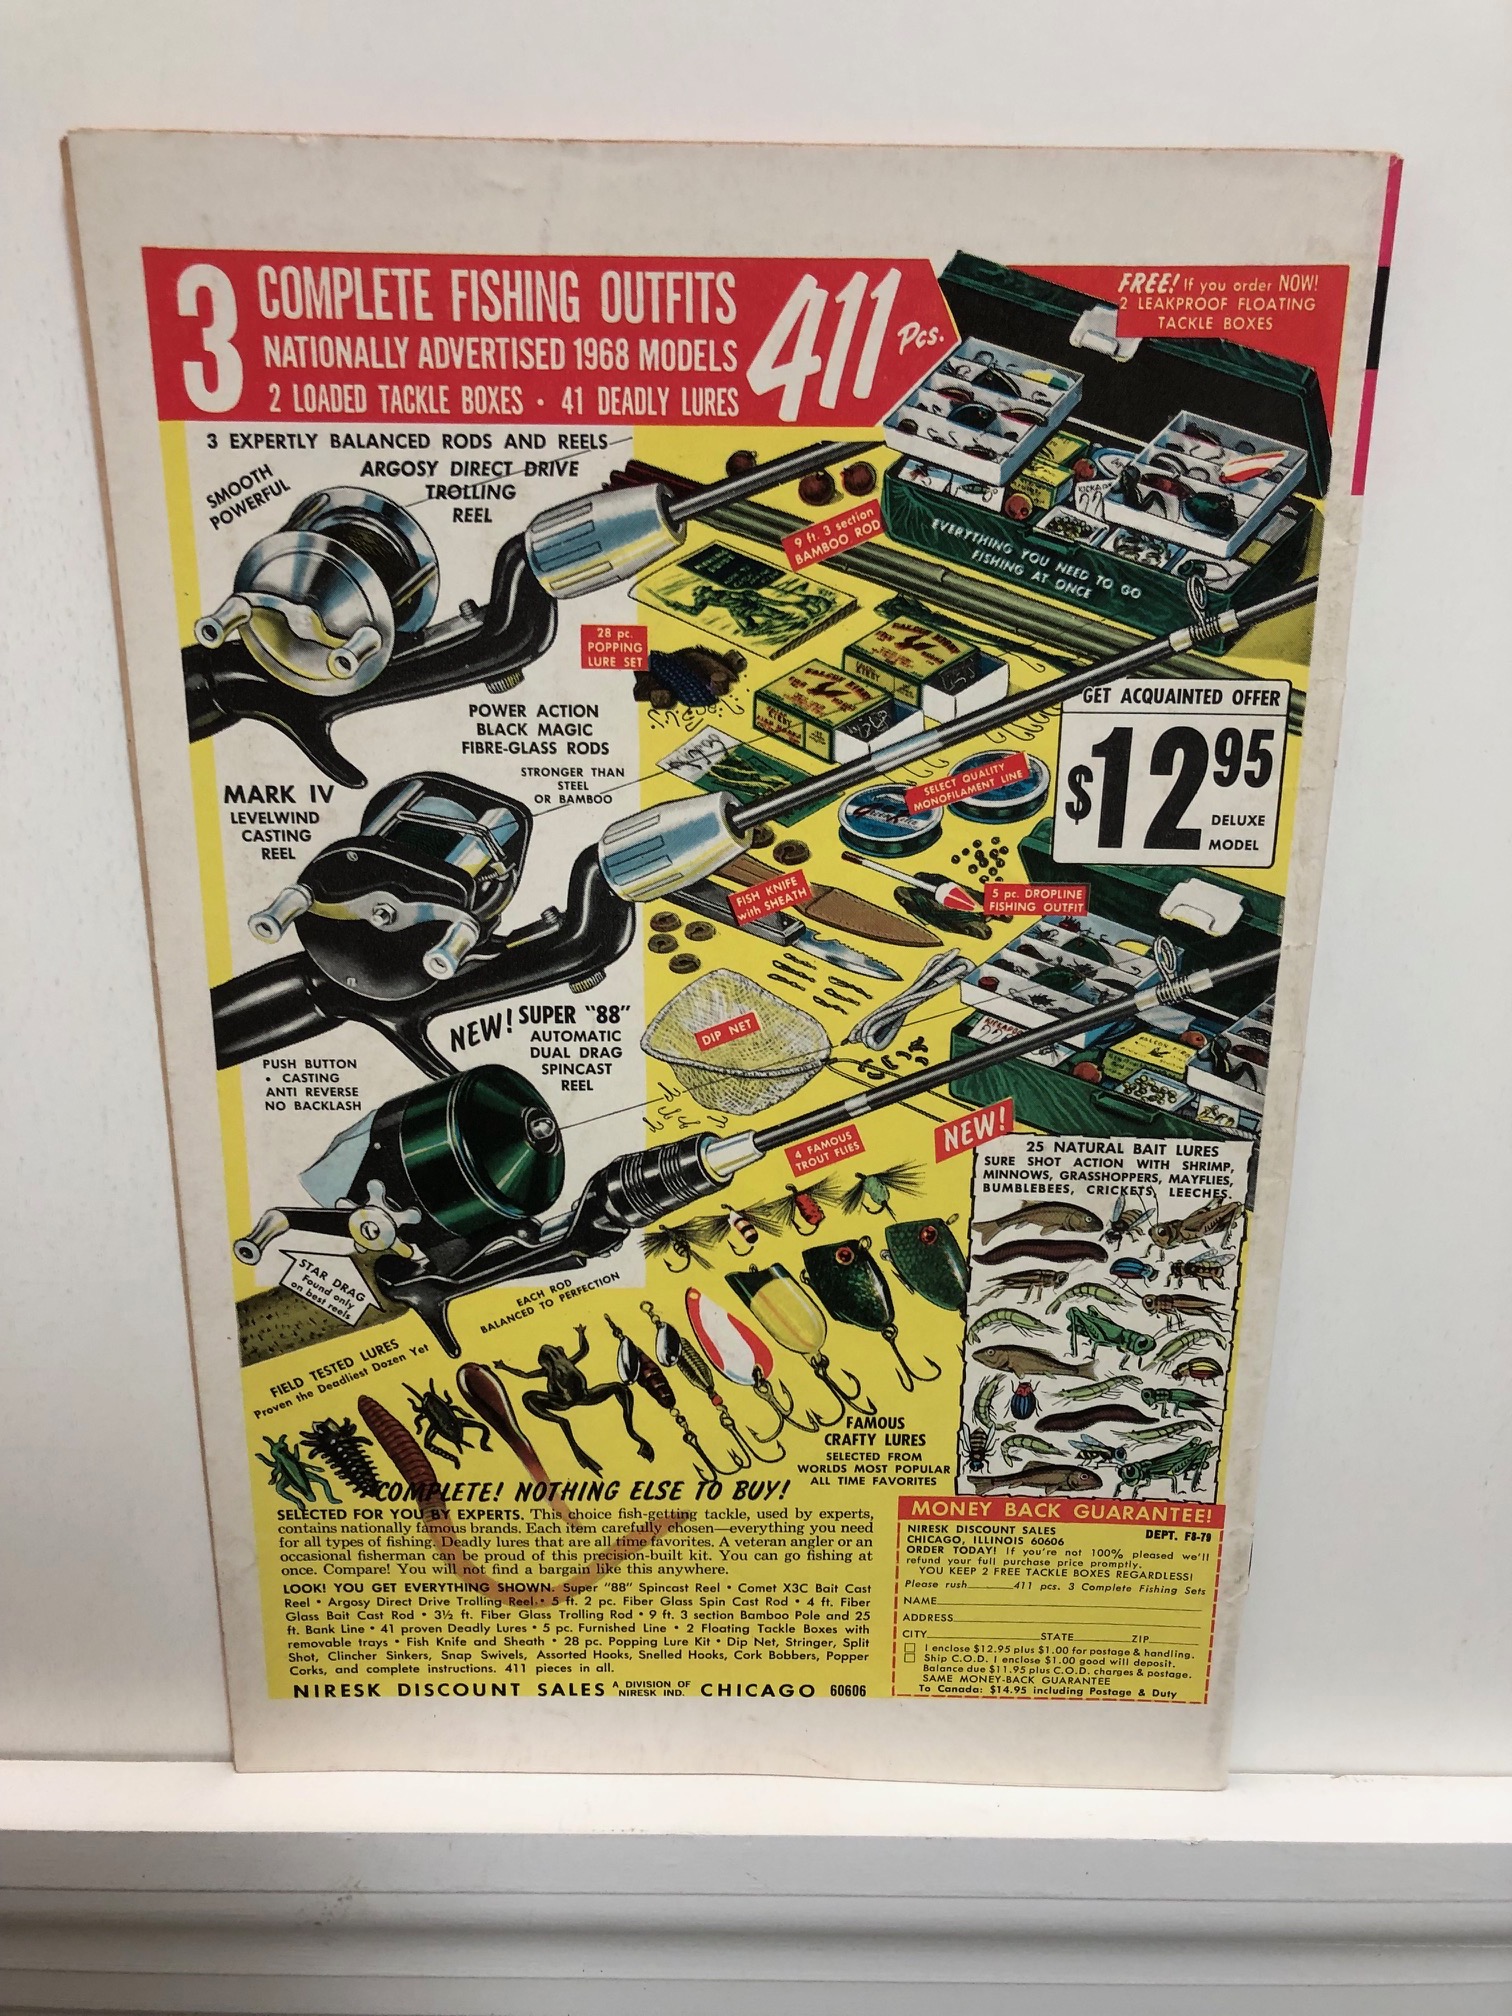 3
COMPLETE FISHING OUTFITS
NATIONALLY ADVERTISED 1968 MODELS
2 LOADED TACKLE BOXES • 41 DEADLY LURES
411 Pcs.
FREE! If you order NOW!
2 LEAKPROOF FLOATING
TACKLE BOXES
3 EXPERTLY BALANCED RODS AND REELS
SMOOTH
POWERFUL
ARGOSY DIRECT DRIVE
TROLLING
REEL
9 ft. 3 section
BAMBOO ROD
EVERYTHING YOU NEED TO GO
FISHING AT ONCE
28 pc.
POPPING
LURE SET
POWER ACTION
BLACK MAGIC
FIBRE-GLASS RODS
STRONGER THAN
STEEL
OR BAMBOO
GET ACQUAINTED OFFER
$12.95
DELUXE
MODEL
MARK IV
LEVELWIND
CASTING
REEL
SELECT QUALITY
MONOFILAMENT LINE
FISH KNIFE
with SHEATH
5 pc. DROPLINE
FISHING OUTFIT
NEW! SUPER "88"
AUTOMATIC
DUAL DRAG
SPINCAST
REEL
DIP NET
PUSH BUTTON
• CASTING
ANTI REVERSE
NO BACKLASH
4 FAMOUS
TROUT FLIES
NEW!
25 NATURAL BAIT LURES
SURE SHOT ACTION WITH SHRIMP,
MINNOWS, GRASSHOPPERS, MAYFLIES,
BUMBLEBEES, CRICKETS, LEECHES.
STAR DRAG
Found only
on best reels
EACH ROD
BALANCED TO PERFECTION
FIELD TESTED LURES
Proven the Deadliest Dozen Yet
FAMOUS
CRAFTY LURES
SELECTED FROM
WORLDS MOST POPULAR
ALL TIME FAVORITES
COMPLETE! NOTHING ELSE TO BUY!
SELECTED FOR YOU BY EXPERTS. This choice fish-getting tackle, used by experts,
contains nationally famous brands. Each item carefully chosen—everything you need
for all types of fishing. Deadly lures that are all time favorites. A veteran angler or an
occasional fisherman can be proud of this precision-built kit. You can go fishing at
once. Compare! You will not find a bargain like this anywhere.
LOOK! YOU GET EVERYTHING SHOWN. Super "88" Spincast Reel • Comet X3C Bait Cast
Reel • Argosy Direct Drive Trolling Reel • 5 ft. 2 pc. Fiber Glass Spin Cast Rod • 4 ft. Fiber
Glass Bait Cast Rod • 3½ ft. Fiber Glass Trolling Rod • 9 ft. 3 section Bamboo Pole and 25
ft. Bank Line • 41 proven Deadly Lures • 5 pc. Furnished Line • 2 Floating Tackle Boxes with
removable trays • Fish Knife and Sheath • 28 pc. Popping Lure Kit • Dip Net, Stringer, Split
Shot, Clincher Sinkers, Snap Swivels, Assorted Hooks, Snelled Hooks, Cork Bobbers, Popper
Corks, and complete instructions. 411 pieces in all.
NIRESK DISCOUNT SALES A DIVISION OF NIRESK IND. CHICAGO 60606
MONEY BACK GUARANTEE!
NIRESK DISCOUNT SALES DEPT. F8-79
CHICAGO, ILLINOIS 60606
ORDER TODAY! If you're not 100% pleased we'll
refund your full purchase price promptly.
YOU KEEP 2 FREE TACKLE BOXES REGARDLESS!
Please rush 411 pcs. 3 Complete Fishing Sets
NAME
ADDRESS
CITY STATE ZIP
I enclose $12.95 plus $1.00 for postage & handling.
Ship C.O.D. I enclose $1.00 good will deposit.
Balance due $11.95 plus C.O.D. charges & postage.
SAME MONEY-BACK GUARANTEE
To Canada: $14.95 including Postage & Duty